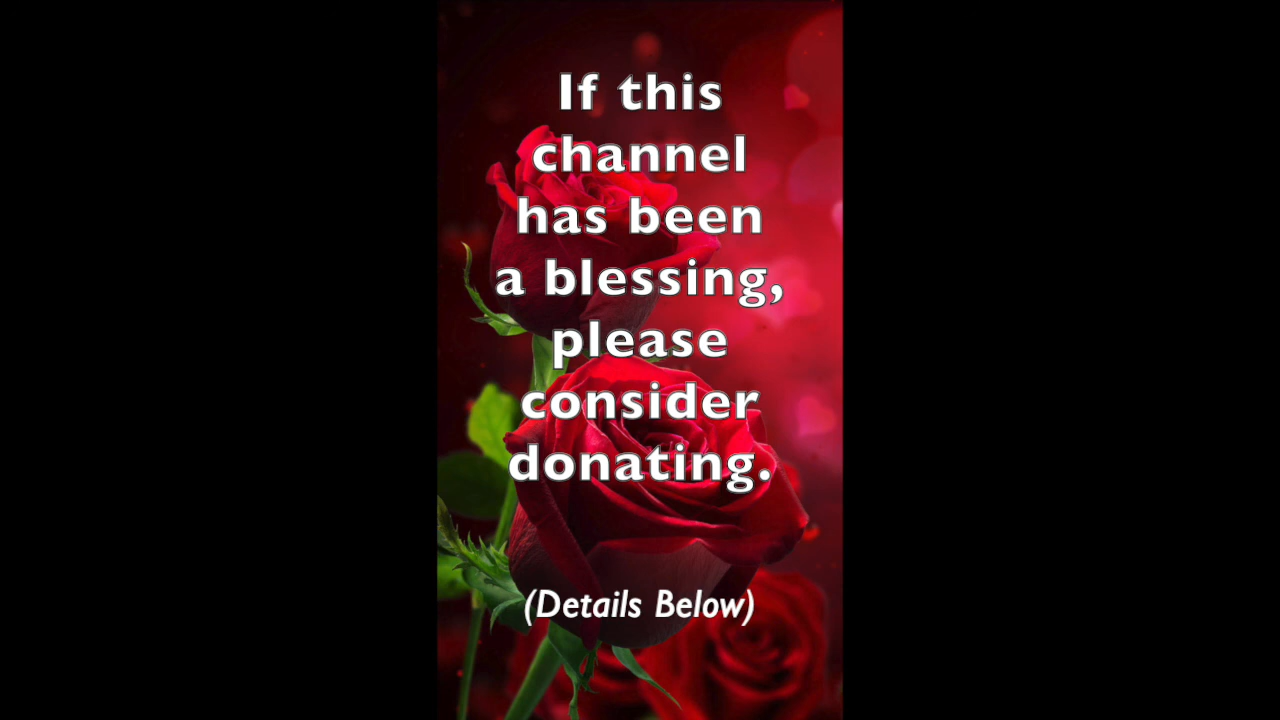 If this
channel
has been
a blessing,
please
consider
donating.
(Details Below)